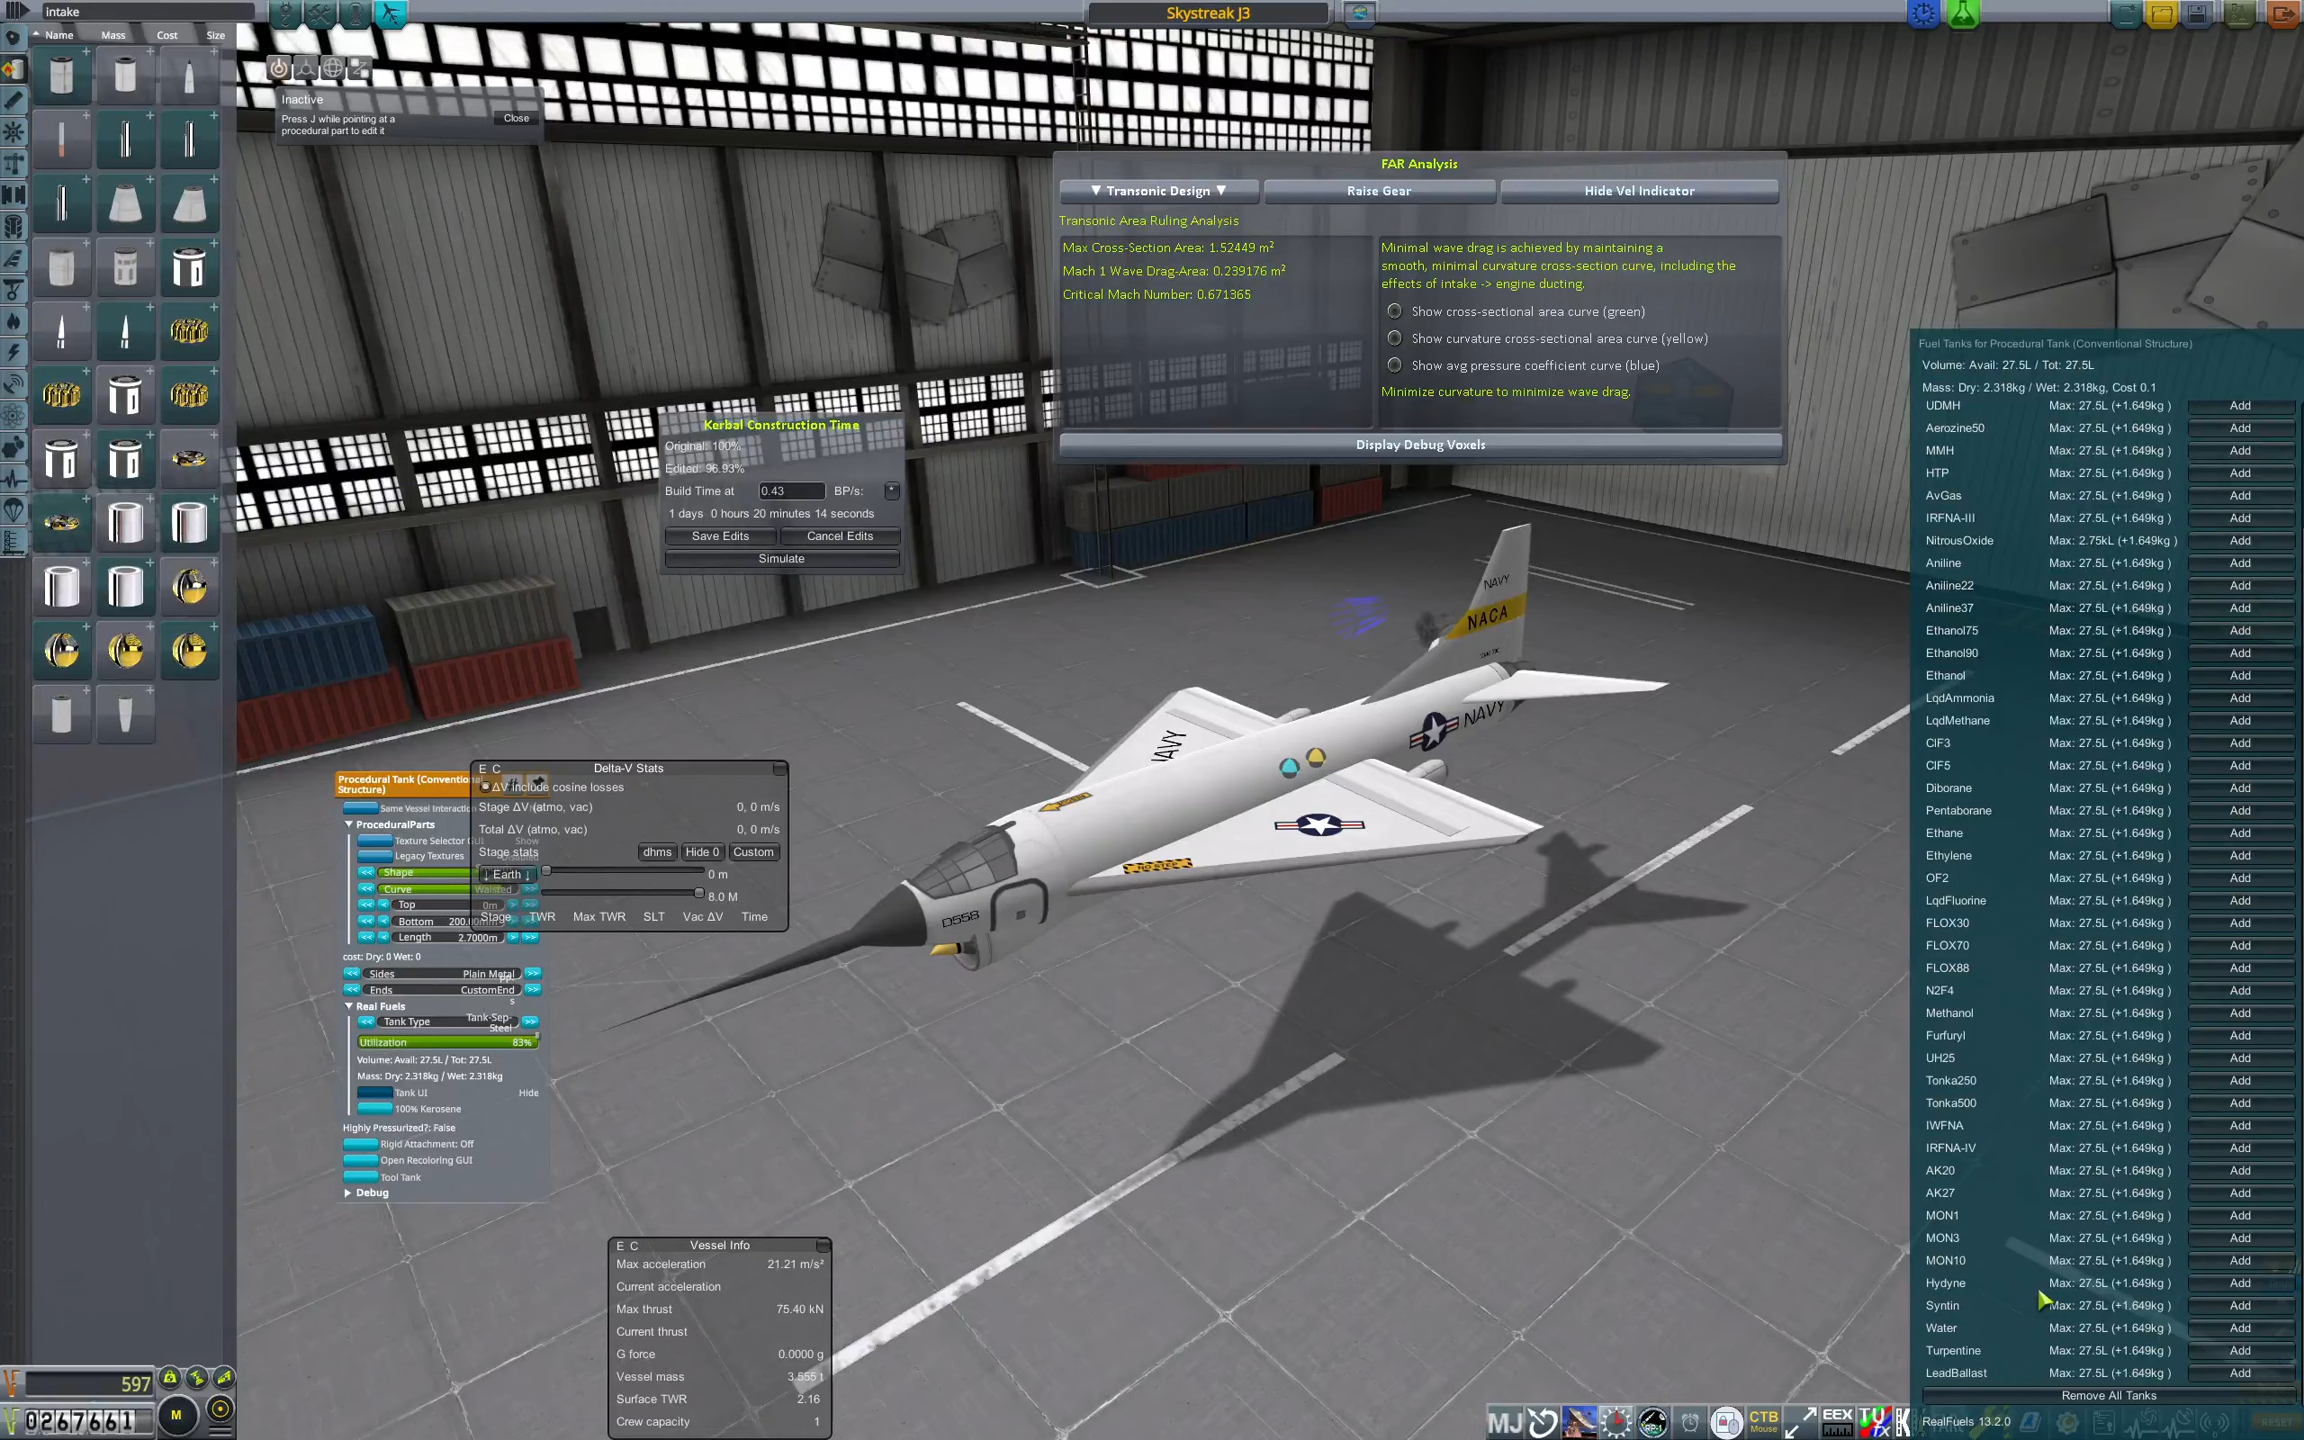 intake
Skystreak J3
Name Mass Cost Size
Inactive
Press J while pointing at a
procedural part to edit it
Close
FAR Analysis
▼ Transonic Design ▼
Raise Gear
Hide Vel Indicator
Transonic Area Ruling Analysis
Max Cross-Section Area: 1.52449 m²
Mach 1 Wave Drag-Area: 0.239176 m²
Critical Mach Number: 0.671365
Minimal wave drag is achieved by maintaining a
smooth, minimal curvature cross-section curve, including the
effects of intake -> engine ducting.
Show cross-sectional area curve (green)
Show curvature cross-sectional area curve (yellow)
Show avg pressure coefficient curve (blue)
Minimize curvature to minimize wave drag.
Display Debug Voxels
Kerbal Construction Time
Original: 100%
Edited: 96.93%
Build Time at 0.43 BP/s: *
1 days 0 hours 20 minutes 14 seconds
Save Edits Cancel Edits
Simulate
Fuel Tanks for Procedural Tank (Conventional Structure)
Volume: Avail: 27.5L / Tot: 27.5L
Mass: Dry: 2.318kg / Wet: 2.318kg, Cost 0.1
UDMH Max: 27.5L (+1.649kg ) Add
Aerozine50 Max: 27.5L (+1.649kg ) Add
MMH Max: 27.5L (+1.649kg ) Add
HTP Max: 27.5L (+1.649kg ) Add
AvGas Max: 27.5L (+1.649kg ) Add
IRFNA-III Max: 27.5L (+1.649kg ) Add
NitrousOxide Max: 2.75kL (+1.649kg ) Add
Aniline Max: 27.5L (+1.649kg ) Add
Aniline22 Max: 27.5L (+1.649kg ) Add
Aniline37 Max: 27.5L (+1.649kg ) Add
Ethanol75 Max: 27.5L (+1.649kg ) Add
Ethanol90 Max: 27.5L (+1.649kg ) Add
Ethanol Max: 27.5L (+1.649kg ) Add
LqdAmmonia Max: 27.5L (+1.649kg ) Add
LqdMethane Max: 27.5L (+1.649kg ) Add
ClF3 Max: 27.5L (+1.649kg ) Add
ClF5 Max: 27.5L (+1.649kg ) Add
Diborane Max: 27.5L (+1.649kg ) Add
Pentaborane Max: 27.5L (+1.649kg ) Add
Ethane Max: 27.5L (+1.649kg ) Add
Ethylene Max: 27.5L (+1.649kg ) Add
OF2 Max: 27.5L (+1.649kg ) Add
LqdFluorine Max: 27.5L (+1.649kg ) Add
FLOX30 Max: 27.5L (+1.649kg ) Add
FLOX70 Max: 27.5L (+1.649kg ) Add
FLOX88 Max: 27.5L (+1.649kg ) Add
N2F4 Max: 27.5L (+1.649kg ) Add
Methanol Max: 27.5L (+1.649kg ) Add
Furfuryl Max: 27.5L (+1.649kg ) Add
UH25 Max: 27.5L (+1.649kg ) Add
Tonka250 Max: 27.5L (+1.649kg ) Add
Tonka500 Max: 27.5L (+1.649kg ) Add
IWFNA Max: 27.5L (+1.649kg ) Add
IRFNA-IV Max: 27.5L (+1.649kg ) Add
AK20 Max: 27.5L (+1.649kg ) Add
AK27 Max: 27.5L (+1.649kg ) Add
MON1 Max: 27.5L (+1.649kg ) Add
MON3 Max: 27.5L (+1.649kg ) Add
MON10 Max: 27.5L (+1.649kg ) Add
Hydyne Max: 27.5L (+1.649kg ) Add
Syntin Max: 27.5L (+1.649kg ) Add
Water Max: 27.5L (+1.649kg ) Add
Turpentine Max: 27.5L (+1.649kg ) Add
LeadBallast Max: 27.5L (+1.649kg ) Add
Remove All Tanks
RealFuels 13.2.0
NAVY
NACA
NAVY
NAVY
NO STEP
D558
Procedural Tank (Convention
Structure)
Same Vessel Interaction
ProceduralParts
Texture Selector GUI Show
Legacy Textures
Shape
Curve Waisted
Top 0m
Bottom
Length 2.7000m
cost: Dry: 0 Wet: 0
Sides Plain Metal
Ends CustomEnd
s
Real Fuels
Tank Type Tank-Sep-
Steel
Utilization 83%
Volume: Avail: 27.5L / Tot: 27.5L
Mass: Dry: 2.318kg / Wet: 2.318kg
Tank UI Hide
100% Kerosene
Highly Pressurized?: False
Rigid Attachment: Off
Open Recoloring GUI
Tool Tank
Debug
E C Delta-V Stats
ΔV include cosine losses
Stage ΔV (atmo, vac) 0, 0 m/s
Total ΔV (atmo, vac) 0, 0 m/s
Stage stats dhms Hide 0 Custom
↓ Earth ↓ 0 m
8.0 M
Stage TWR Max TWR SLT Vac ΔV Time
E C Vessel Info
Max acceleration 21.21 m/s²
Current acceleration
Max thrust 75.40 kN
Current thrust
G force 0.0000 g
Vessel mass 3.555 t
Surface TWR 2.16
Crew capacity 1
597
0267661
M
MJ
RP-1
CTB
Mouse
EEX
RESET